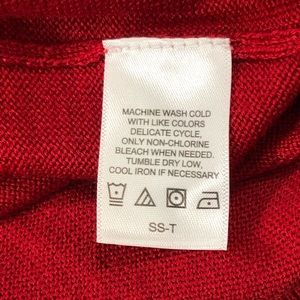 MACHINE WASH COLD
WITH LIKE COLORS
DELICATE CYCLE,
ONLY NON-CHLORINE
BLEACH WHEN NEEDED.
TUMBLE DRY LOW,
COOL IRON IF NECESSARY
SS-T